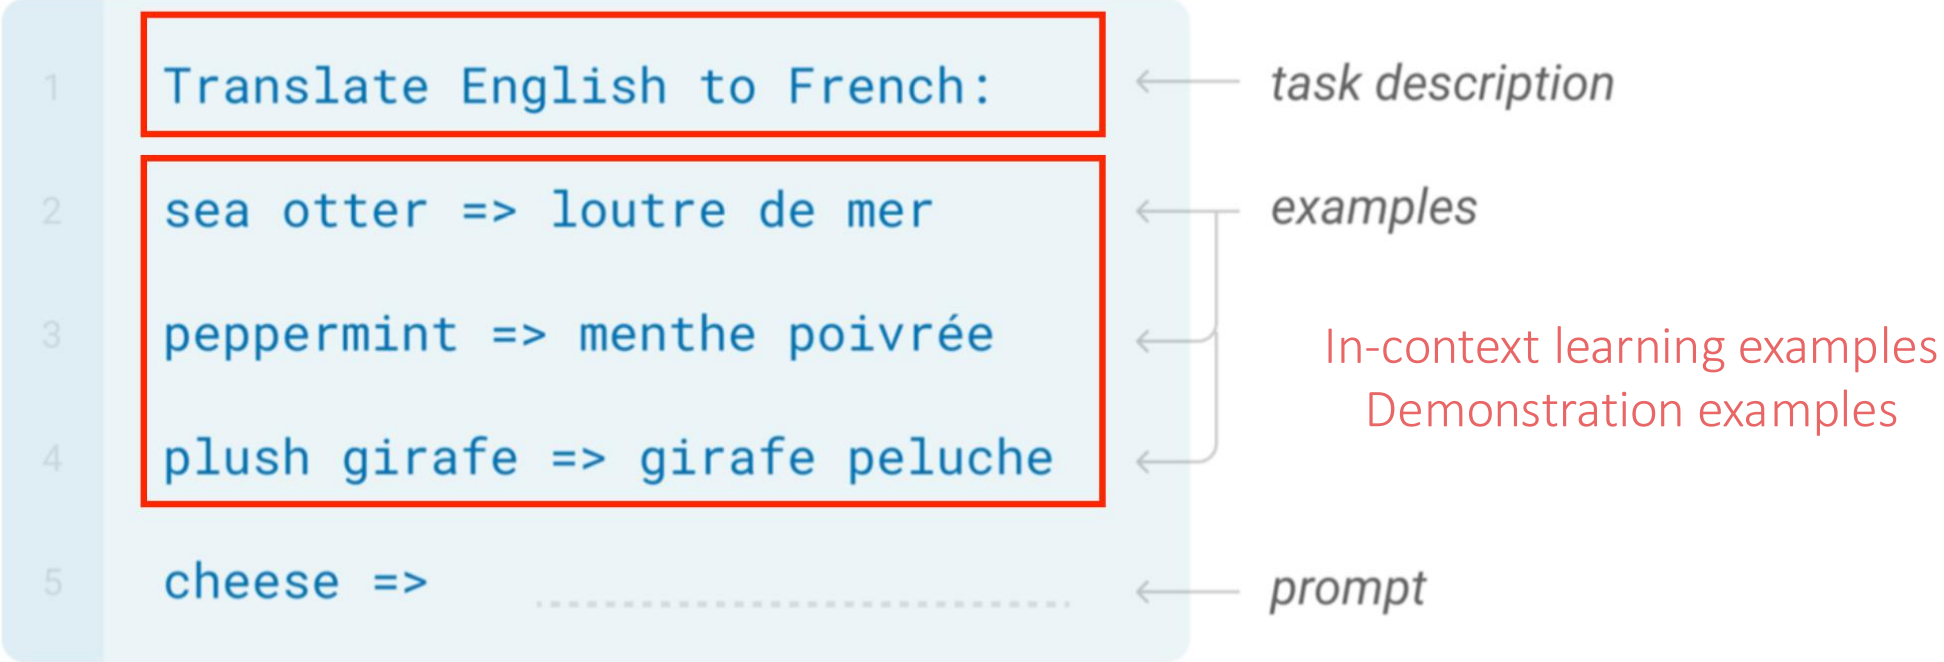 1 Translate English to French: task description
2 sea otter => loutre de mer examples
3 peppermint => menthe poivrée
In-context learning examples
Demonstration examples
4 plush girafe => girafe peluche
5 cheese => prompt